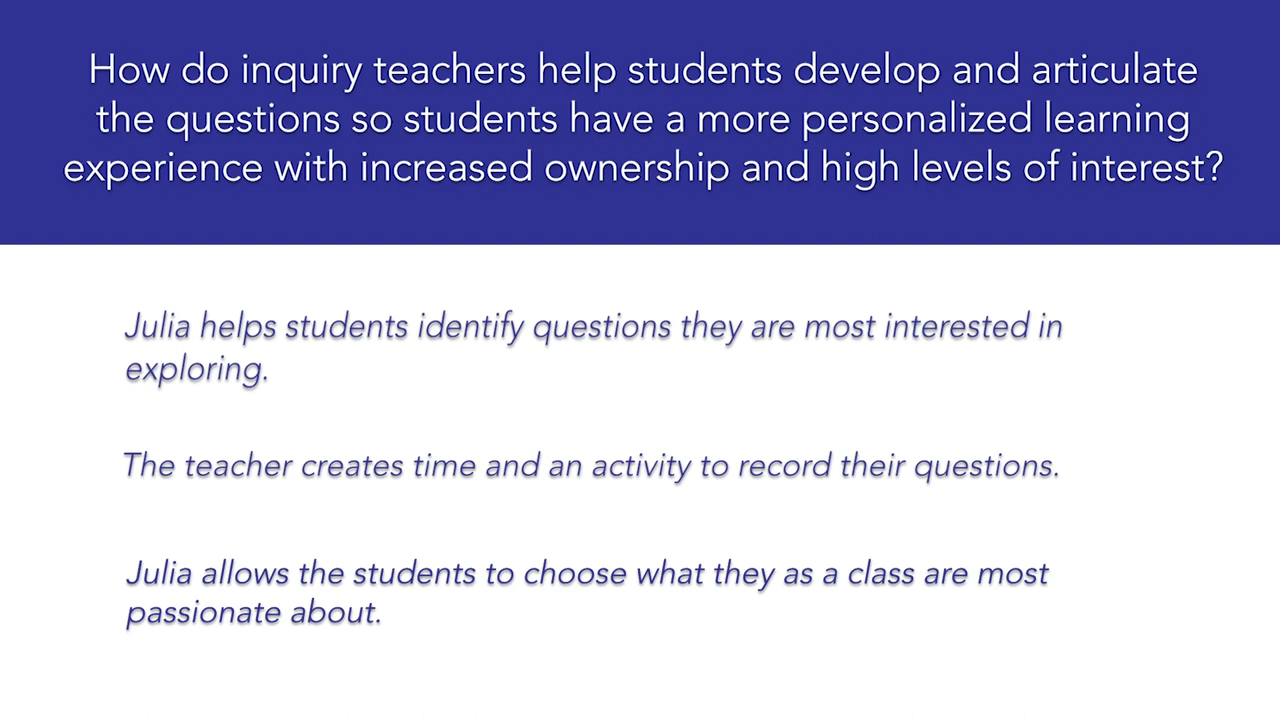 How do inquiry teachers help students develop and articulate
the questions so students have a more personalized learning
experience with increased ownership and high levels of interest?
Julia helps students identify questions they are most interested in
exploring.
The teacher creates time and an activity to record their questions.
Julia allows the students to choose what they as a class are most
passionate about.